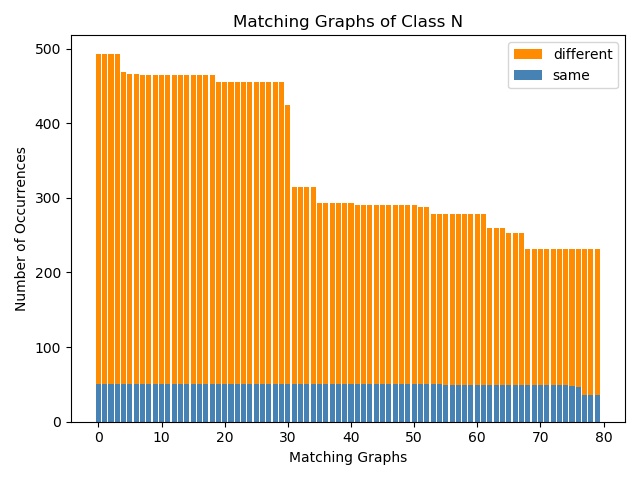 Matching Graphs of Class N
different
same
Number of Occurrences
500
400
300
200
100
0
0 10 20 30 40 50 60 70 80
Matching Graphs